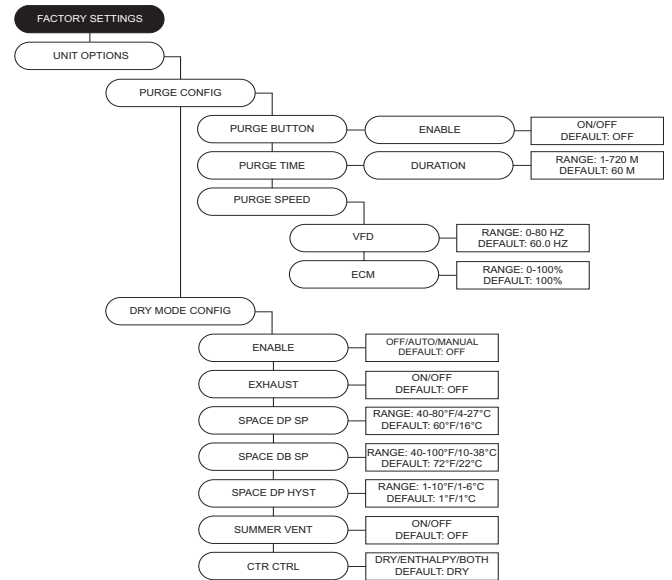 FACTORY SETTINGS
UNIT OPTIONS
PURGE CONFIG
PURGE BUTTON
ENABLE
ON/OFF
DEFAULT: OFF
PURGE TIME
DURATION
RANGE: 1-720 M
DEFAULT: 60 M
PURGE SPEED
VFD
RANGE: 0-80 HZ
DEFAULT: 60.0 HZ
ECM
RANGE: 0-100%
DEFAULT: 100%
DRY MODE CONFIG
ENABLE
OFF/AUTO/MANUAL
DEFAULT: OFF
EXHAUST
ON/OFF
DEFAULT: OFF
SPACE DP SP
RANGE: 40-80°F/4-27°C
DEFAULT: 60°F/16°C
SPACE DB SP
RANGE: 40-100°F/10-38°C
DEFAULT: 72°F/22°C
SPACE DP HYST
RANGE: 1-10°F/1-6°C
DEFAULT: 1°F/1°C
SUMMER VENT
ON/OFF
DEFAULT: OFF
CTR CTRL
DRY/ENTHALPY/BOTH
DEFAULT: DRY